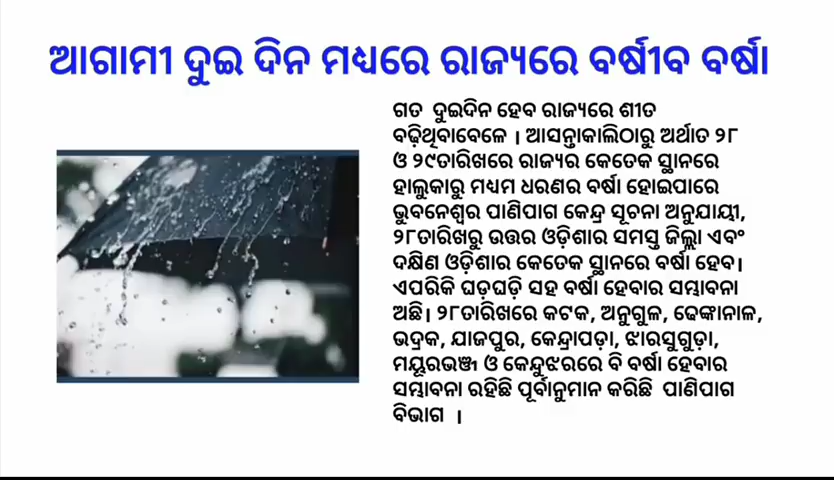 ଆଗାମୀ ଦୁଇ ଦିନ ମଧ୍ୟରେ ରାଜ୍ୟରେ ବର୍ଷୀବ ବର୍ଷା
ଗତ ଦୁଇଦିନ ହେବ ରାଜ୍ୟରେ ଶୀତ
ବଢ଼ିଥିବାବେଳେ । ଆସନ୍ତାକାଲିଠାରୁ ଅର୍ଥାତ ୨୮
ଓ ୨୯ତାରିଖରେ ରାଜ୍ୟର କେତେକ ସ୍ଥାନରେ
ହାଲୁକାରୁ ମଧ୍ୟମ ଧରଣର ବର୍ଷା ହୋଇପାରେ
ଭୁବନେଶ୍ୱର ପାଣିପାଗ କେନ୍ଦ୍ର ସୂଚନା ଅନୁଯାୟୀ,
୨୮ତାରିଖରୁ ଉତ୍ତର ଓଡ଼ିଶାର ସମସ୍ତ ଜିଲ୍ଲା ଏବଂ
ଦକ୍ଷିଣ ଓଡ଼ିଶାର କେତେକ ସ୍ଥାନରେ ବର୍ଷା ହେବ।
ଏପରିକି ଘଡ଼ଘଡ଼ି ସହ ବର୍ଷା ହେବାର ସମ୍ଭାବନା
ଅଛି। ୨୮ତାରିଖରେ କଟକ, ଅନୁଗୁଳ, ଢେଙ୍କାନାଳ,
ଭଦ୍ରକ, ଯାଜପୁର, କେନ୍ଦ୍ରାପଡ଼ା, ଝାରସୁଗୁଡ଼ା,
ମୟୂରଭଞ୍ଜ ଓ କେନ୍ଦୁଝରରେ ବି ବର୍ଷା ହେବାର
ସମ୍ଭାବନା ରହିଛି ପୂର୍ବାନୁମାନ କରିଛି ପାଣିପାଗ
ବିଭାଗ ।